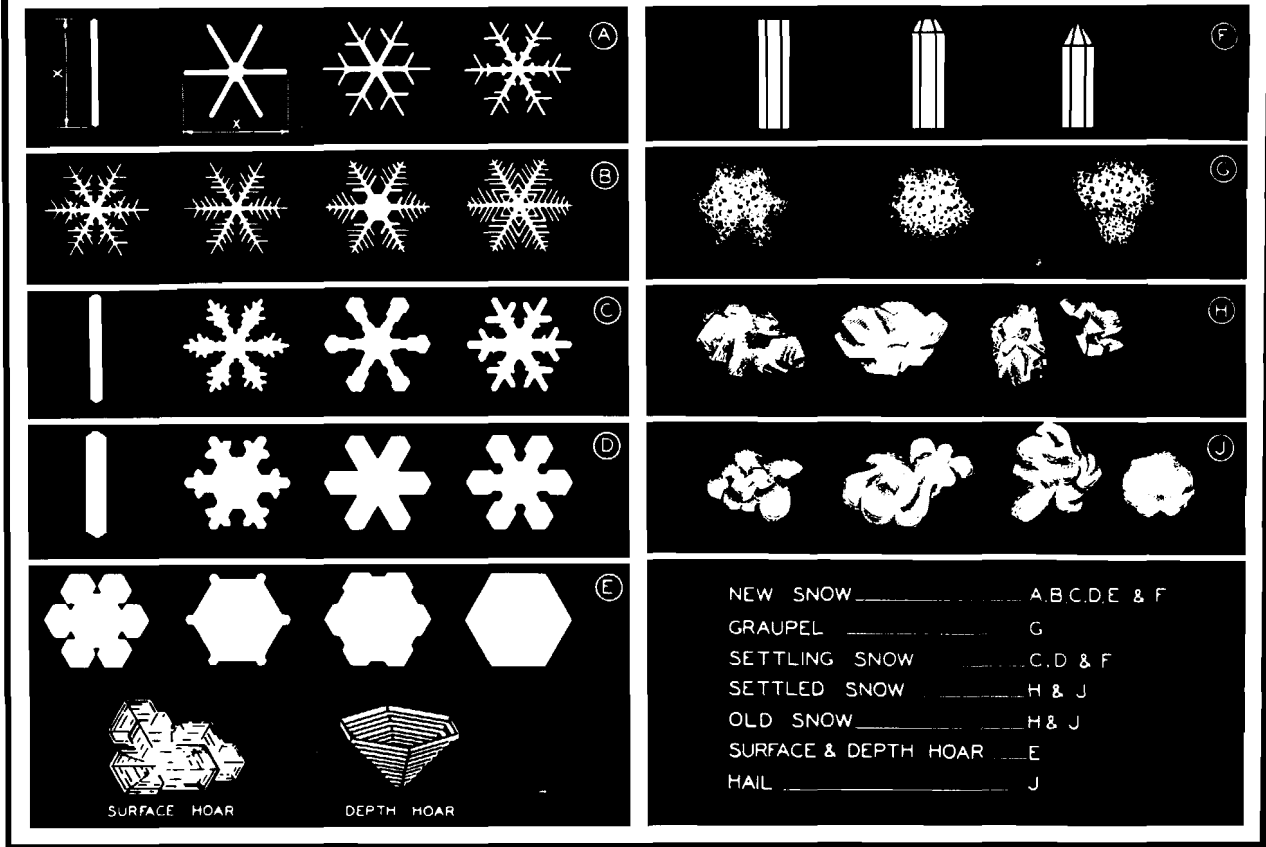 A
X
X
B
C
D
E
SURFACE HOAR
DEPTH HOAR
F
G
H
J
NEW SNOW A.B.C.D.E & F
GRAUPEL G
SETTLING SNOW C.D & F
SETTLED SNOW H & J
OLD SNOW H & J
SURFACE & DEPTH HOAR E
HAIL J